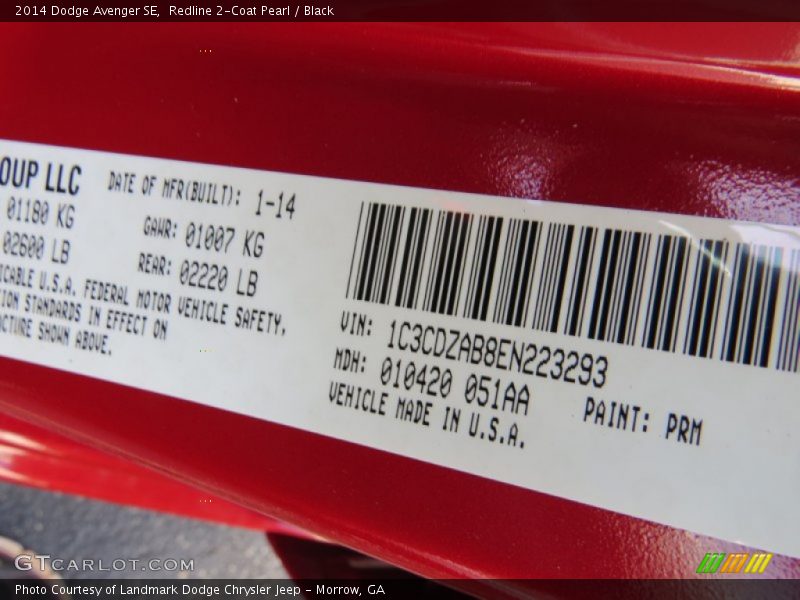 2014 Dodge Avenger SE, Redline 2-Coat Pearl / Black
OUP LLC
DATE OF MFR(BUILT): 1-14
01180 KG
GAWR: 01007 KG
02600 LB
REAR: 02220 LB
ICABLE U.S.A. FEDERAL MOTOR VEHICLE SAFETY,
ION STANDARDS IN EFFECT ON
ACTURE SHOWN ABOVE.
VIN: 1C3CDZAB8EN223293
MDH: 010420 051AA
PAINT: PRM
VEHICLE MADE IN U.S.A.
GTCARLOT.COM
Photo Courtesy of Landmark Dodge Chrysler Jeep - Morrow, GA